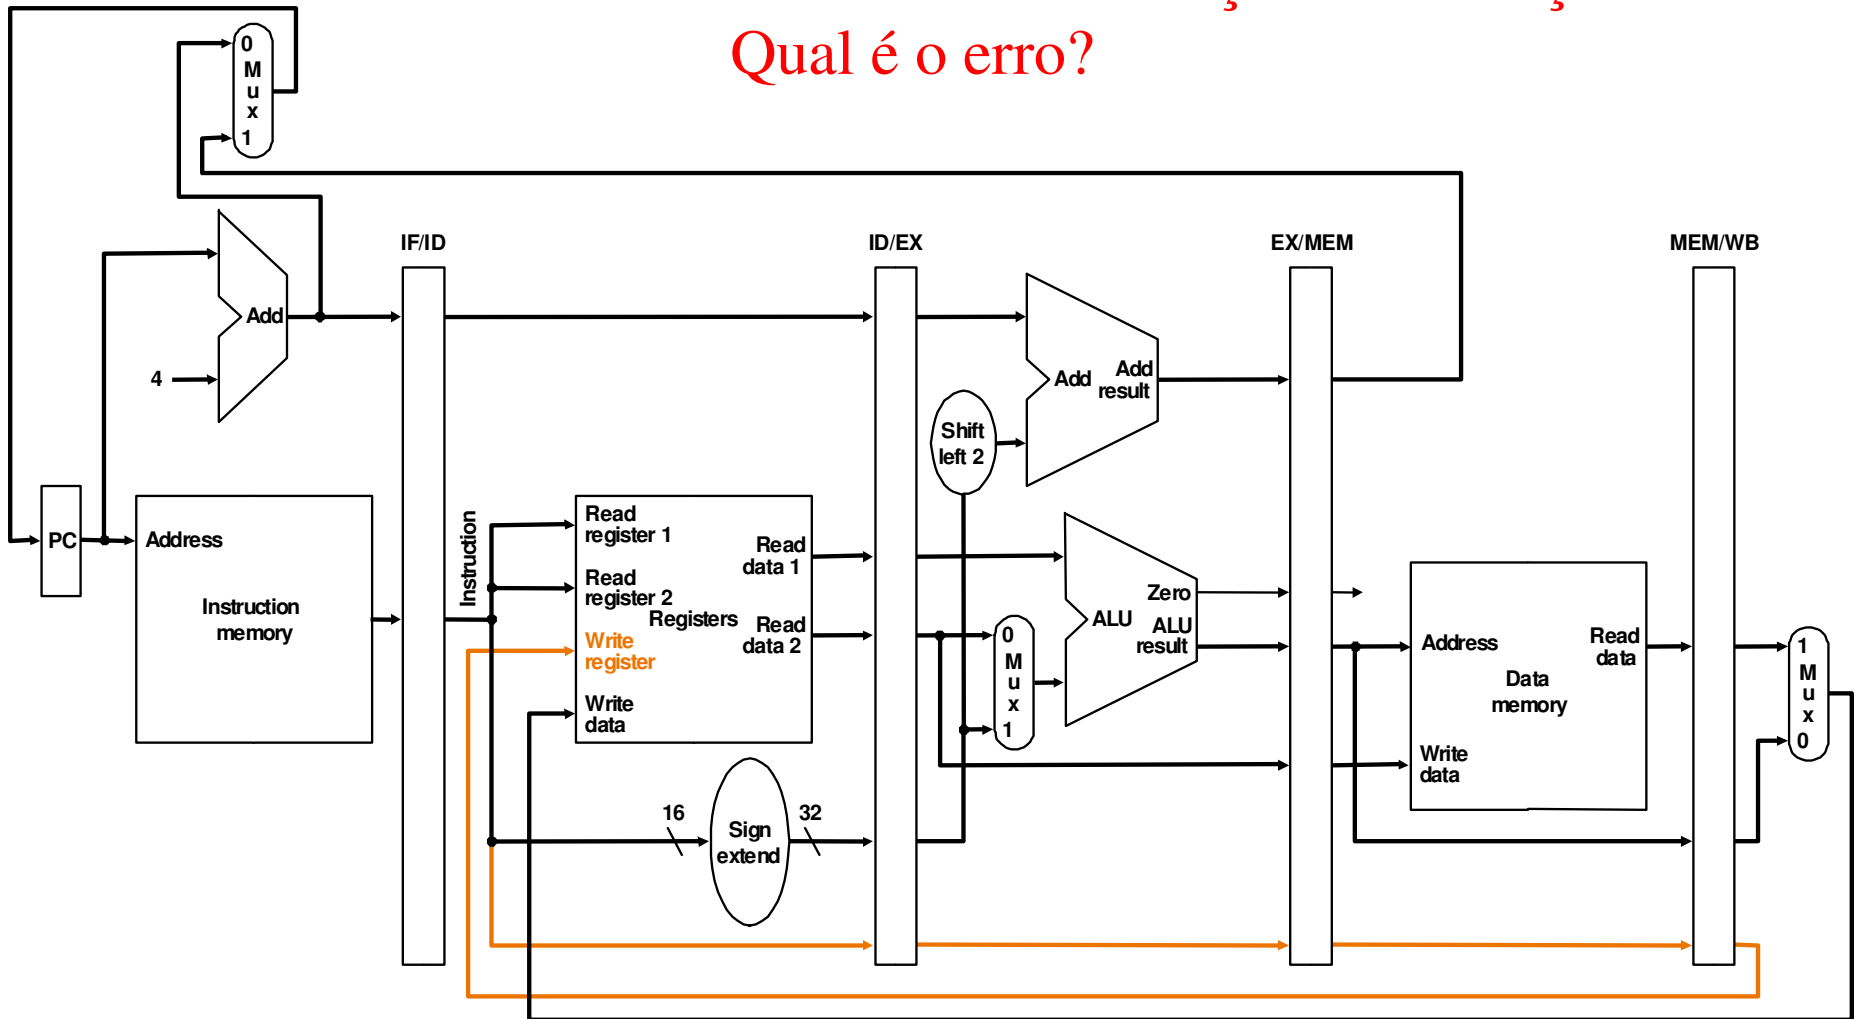 Qual é o erro?
0
M
u
x
1
IF/ID
ID/EX
EX/MEM
MEM/WB
Add
4
Add
Add
result
Shift
left 2
PC
Address
Instruction
memory
Instruction
Read
register 1
Read
register 2
Registers
Write
register
Write
data
Read
data 1
Read
data 2
0
M
u
x
1
Zero
ALU
ALU
result
Address
Read
data
Data
memory
Write
data
1
M
u
x
0
16
Sign
extend
32